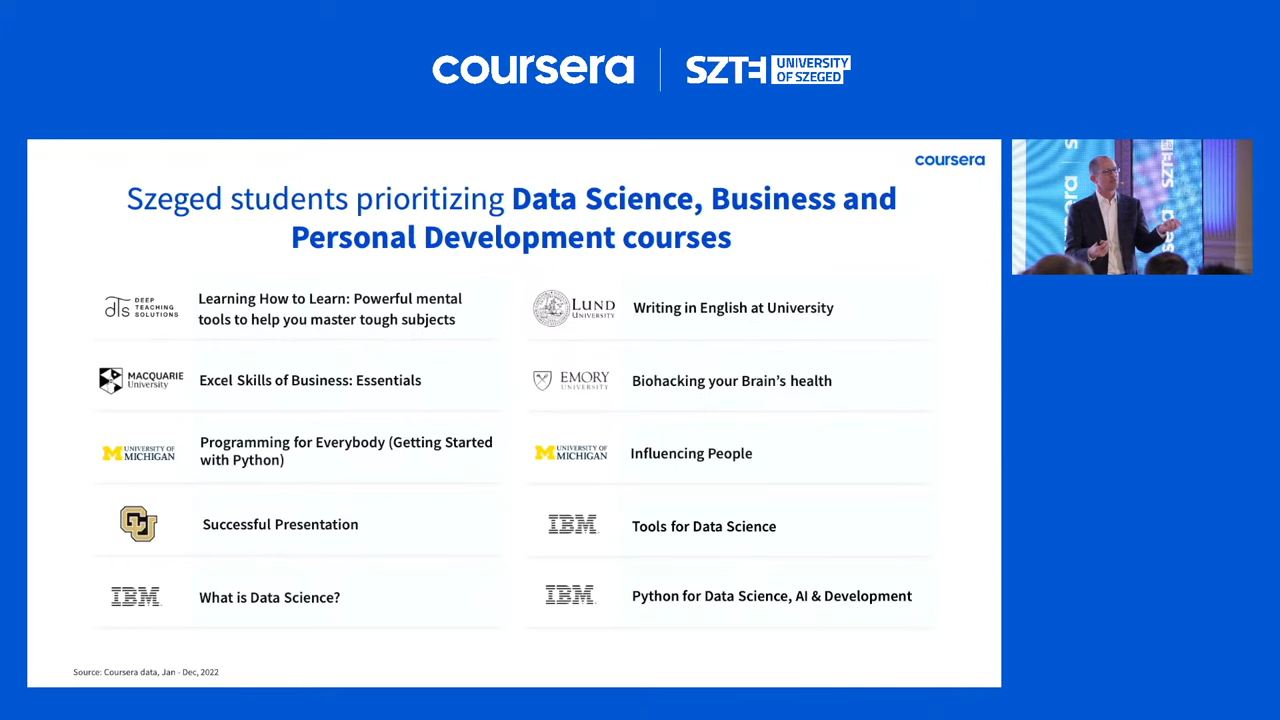 coursera
SZTE UNIVERSITY
OF SZEGED
coursera
Szeged students prioritizing Data Science, Business and
Personal Development courses
dTs DEEP
TEACHING
SOLUTIONS
Learning How to Learn: Powerful mental
tools to help you master tough subjects
MACQUARIE
University
Excel Skills of Business: Essentials
M UNIVERSITY OF
MICHIGAN
Programming for Everybody (Getting Started
with Python)
CU
Successful Presentation
IBM
What is Data Science?
LUND
UNIVERSITY
Writing in English at University
EMORY
UNIVERSITY
Biohacking your Brain's health
M UNIVERSITY OF
MICHIGAN
Influencing People
IBM
Tools for Data Science
IBM
Python for Data Science, AI & Development
Source: Coursera data, Jan - Dec, 2022